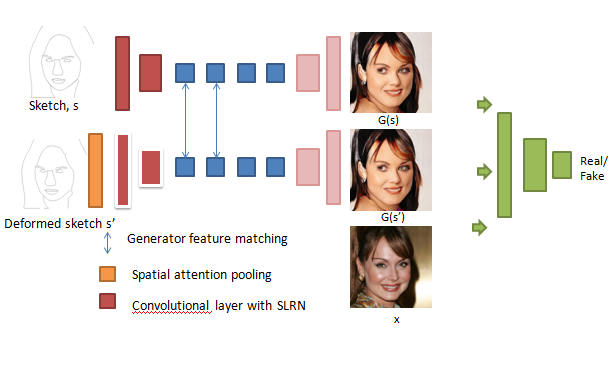 Sketch, s
G(s)
Real/
Fake
G(s’)
Deformed sketch s’
Generator feature matching
Spatial attention pooling
Convolutional layer with SLRN
x